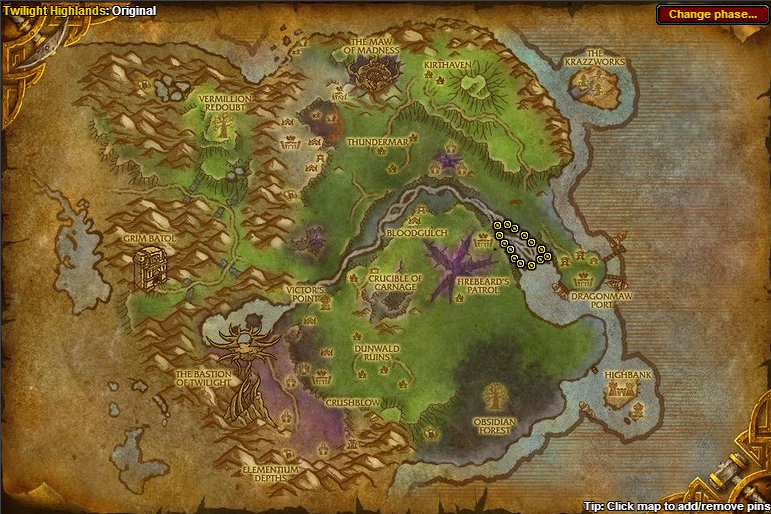 Twilight Highlands: Original
Change phase...
THE MAW
OF MADNESS
KIRTHAVEN
THE
KRAZZWORKS
VERMILLION
REDOUBT
THUNDERMAR
GRIM BATOL
BLOODGULCH
VICTOR'S
POINT
CRUCIBLE OF
CARNAGE
FIREBEARD'S
PATROL
DRAGONMAW
PORT
DUNWALD
RUINS
THE BASTION
OF TWILIGHT
HIGHBANK
CRUSHBLOW
OBSIDIAN
FOREST
ELEMENTIUM
DEPTHS
Tip: Click map to add/remove pins